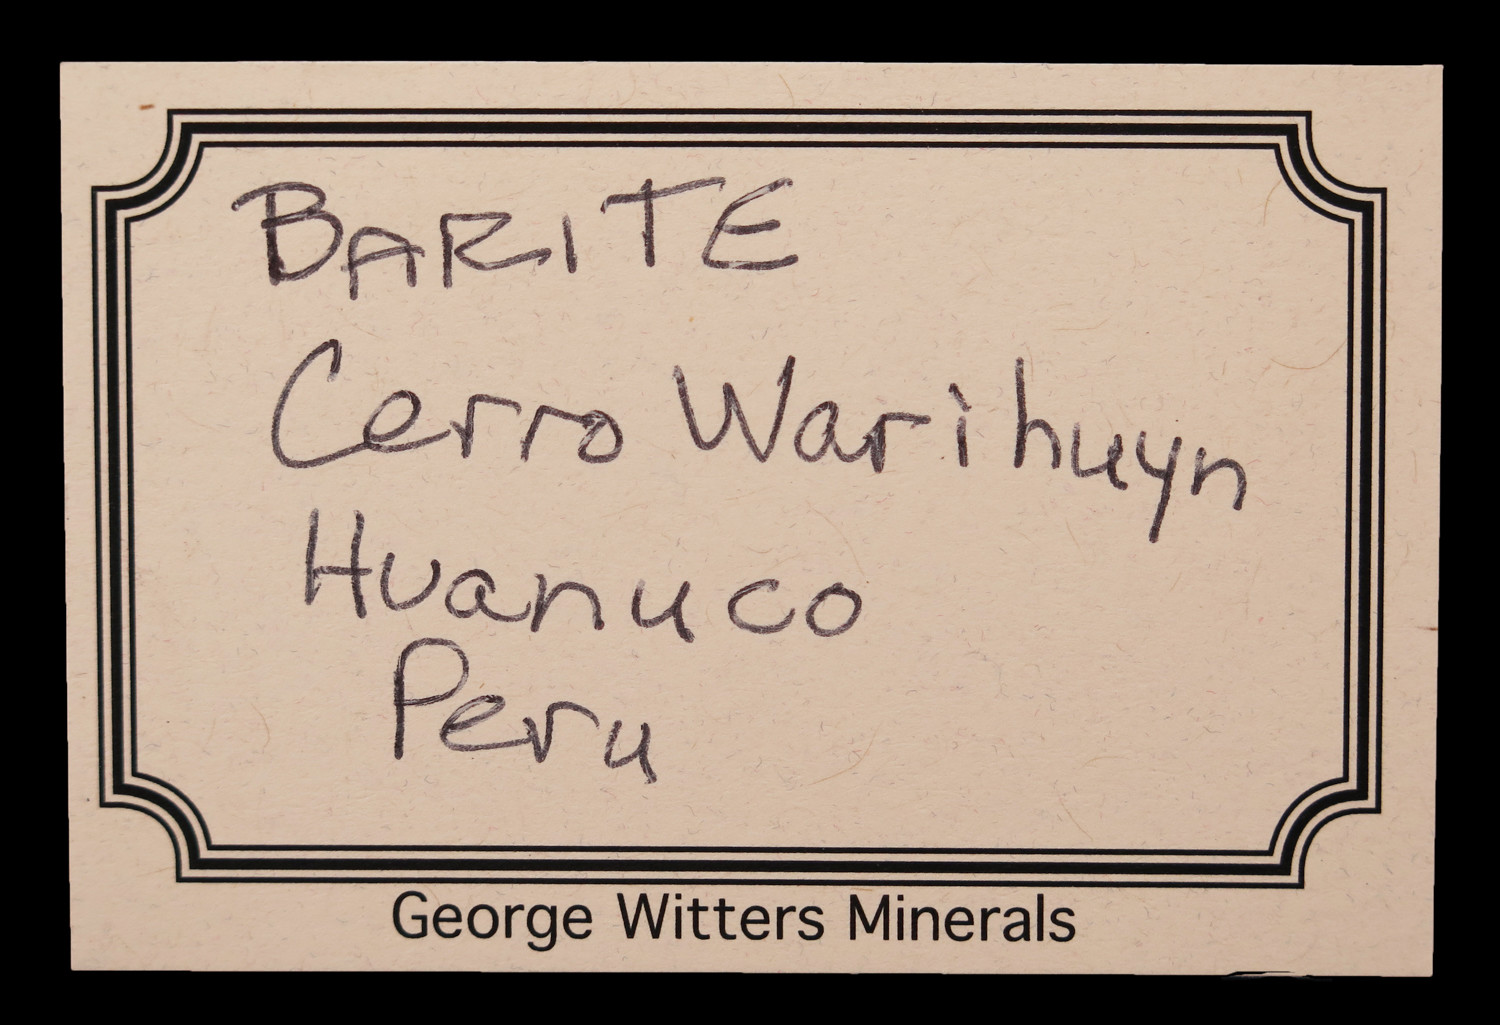 BARITE
Cerro Warihuyn
Huanuco
Peru
George Witters Minerals